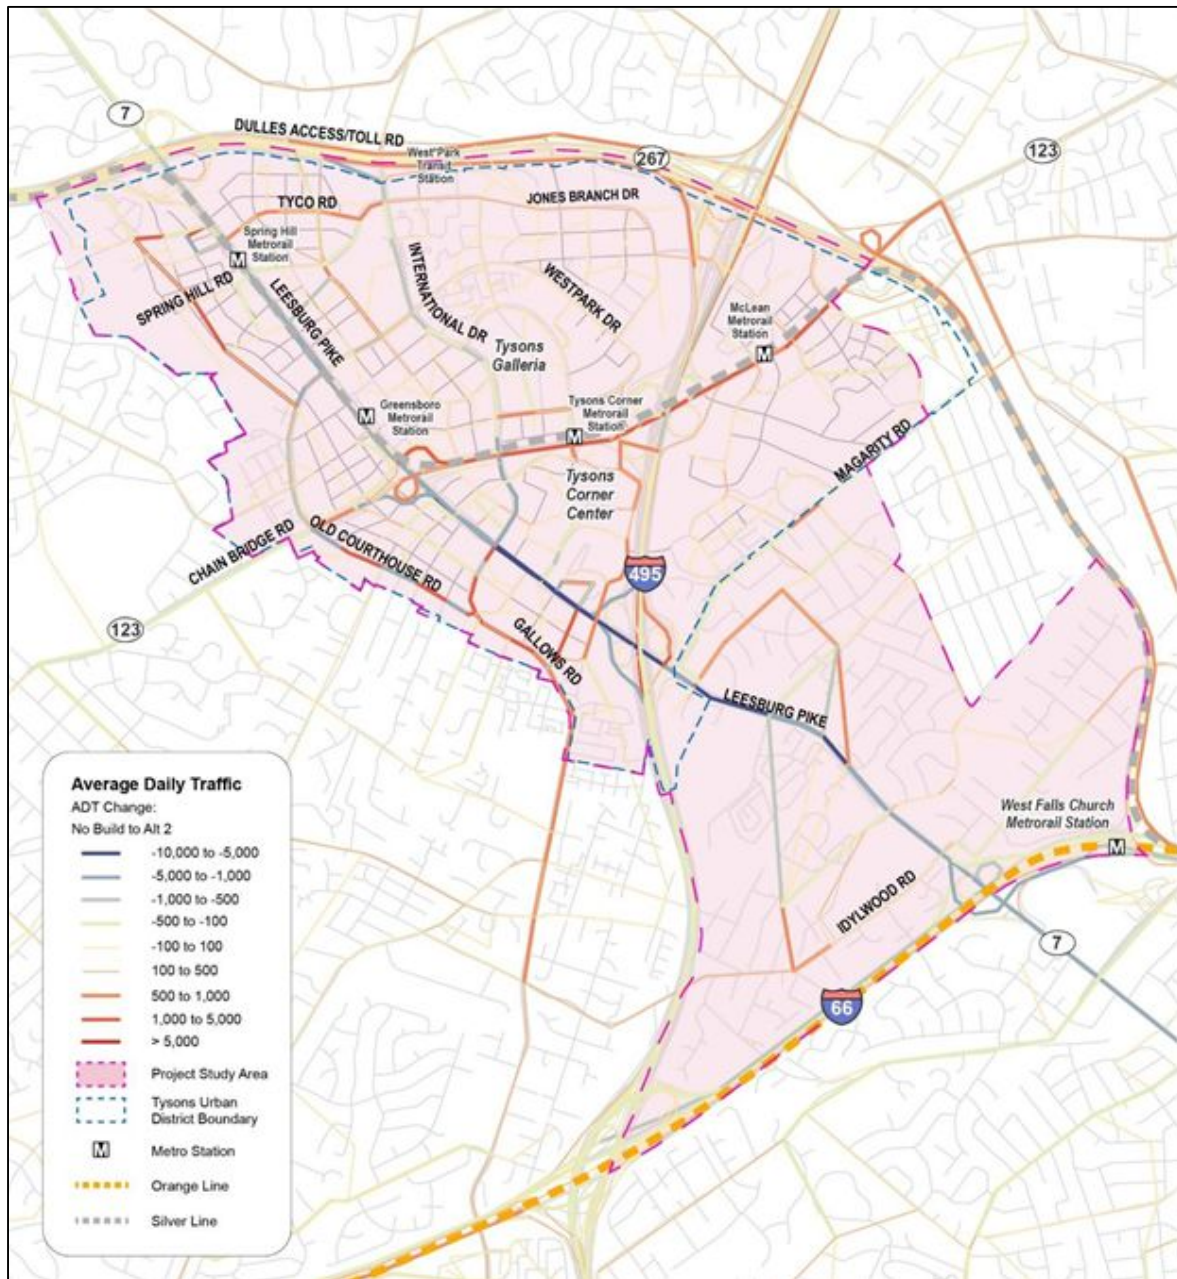 7
DULLES ACCESS/TOLL RD
West*Park
Transit
Station
267
123
TYCO RD
JONES BRANCH DR
Spring Hill
Metrorail
Station
M
SPRING HILL RD
LEESBURG PIKE
INTERNATIONAL DR
WESTPARK DR
McLean
Metrorail
Station
M
Tysons
Galleria
Greensboro
Metrorail
Station
M
Tysons Corner
Metrorail
Station
M
MAGARITY RD
Tysons
Corner
Center
CHAIN BRIDGE RD
OLD COURTHOUSE RD
495
123
GALLOWS RD
LEESBURG PIKE
West Falls Church
Metrorail Station
M
IDYLWOOD RD
7
66
Average Daily Traffic
ADT Change:
No Build to Alt 2
-10,000 to -5,000
-5,000 to -1,000
-1,000 to -500
-500 to -100
-100 to 100
100 to 500
500 to 1,000
1,000 to 5,000
> 5,000
Project Study Area
Tysons Urban
District Boundary
M Metro Station
Orange Line
Silver Line